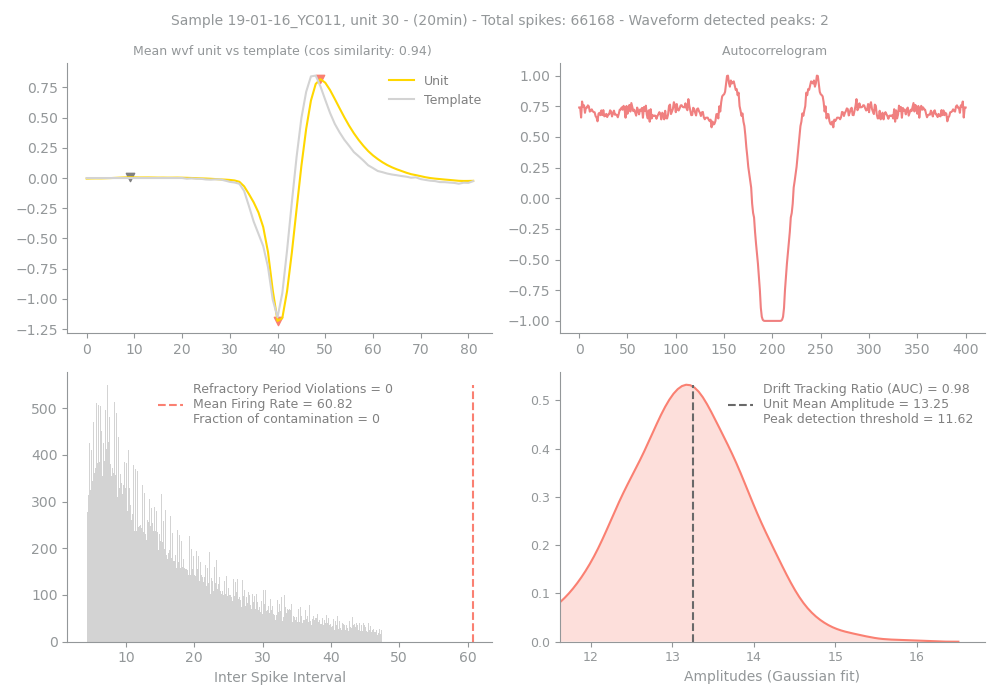 Sample 19-01-16_YC011, unit 30 - (20min) - Total spikes: 66168 - Waveform detected peaks: 2
Mean wvf unit vs template (cos similarity: 0.94)
0.75
0.50
0.25
0.00
−0.25
−0.50
−0.75
−1.00
−1.25
0 10 20 30 40 50 60 70 80
Unit
Template
Autocorrelogram
1.00
0.75
0.50
0.25
0.00
−0.25
−0.50
−0.75
−1.00
0 50 100 150 200 250 300 350 400
500
400
300
200
100
0
10 20 30 40 50 60
Inter Spike Interval
Refractory Period Violations = 0
Mean Firing Rate = 60.82
Fraction of contamination = 0
0.5
0.4
0.3
0.2
0.1
0.0
12 13 14 15 16
Amplitudes (Gaussian fit)
Drift Tracking Ratio (AUC) = 0.98
Unit Mean Amplitude = 13.25
Peak detection threshold = 11.62